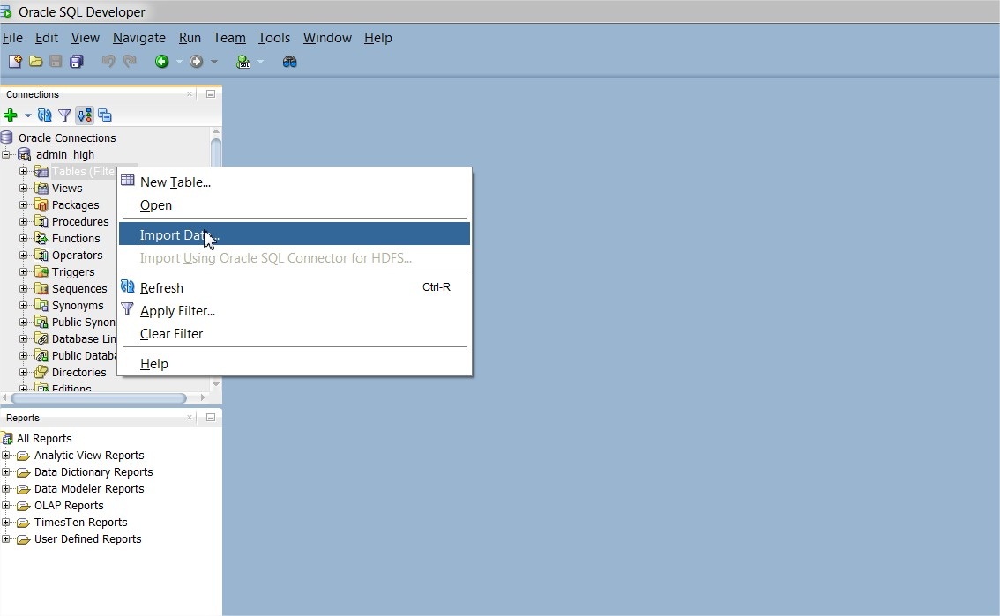 Oracle SQL Developer
File Edit View Navigate Run Team Tools Window Help
SQL
Connections
Oracle Connections
admin_high
Tables (Filte
Views
Packages
Procedures
Functions
Operators
Triggers
Sequences
Synonyms
Public Synon
Database Lin
Public Databa
Directories
Editions
New Table...
Open
Import Dat...
Import Using Oracle SQL Connector for HDFS...
Refresh Ctrl-R
Apply Filter...
Clear Filter
Help
Reports
All Reports
Analytic View Reports
Data Dictionary Reports
Data Modeler Reports
OLAP Reports
TimesTen Reports
User Defined Reports